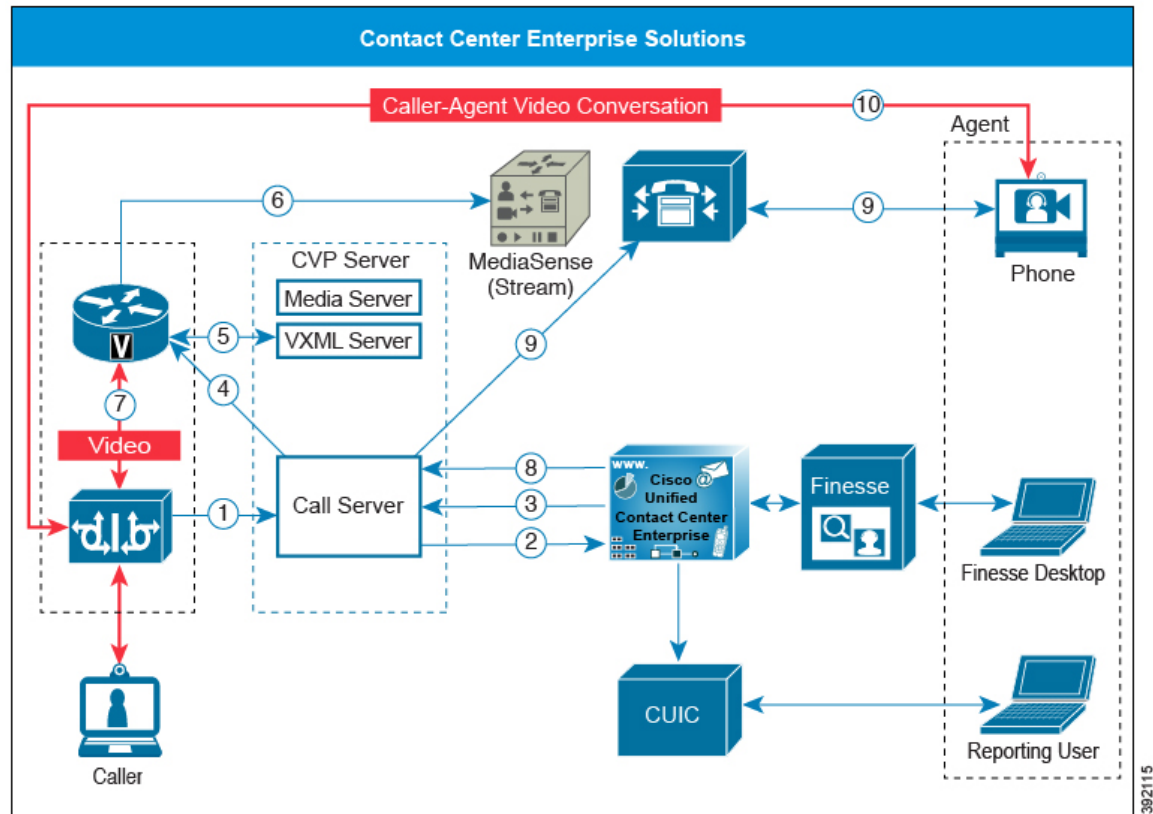 Contact Center Enterprise Solutions
Caller-Agent Video Conversation
10
Agent
6
9
CVP Server
Media Server
VXML Server
MediaSense
(Stream)
Phone
V
5
9
4
7
Video
Call Server
1
8
3
2
www.
@
Cisco
Unified
Contact Center
Enterprise
Finesse
Finesse Desktop
CUIC
Caller
Reporting User
392115